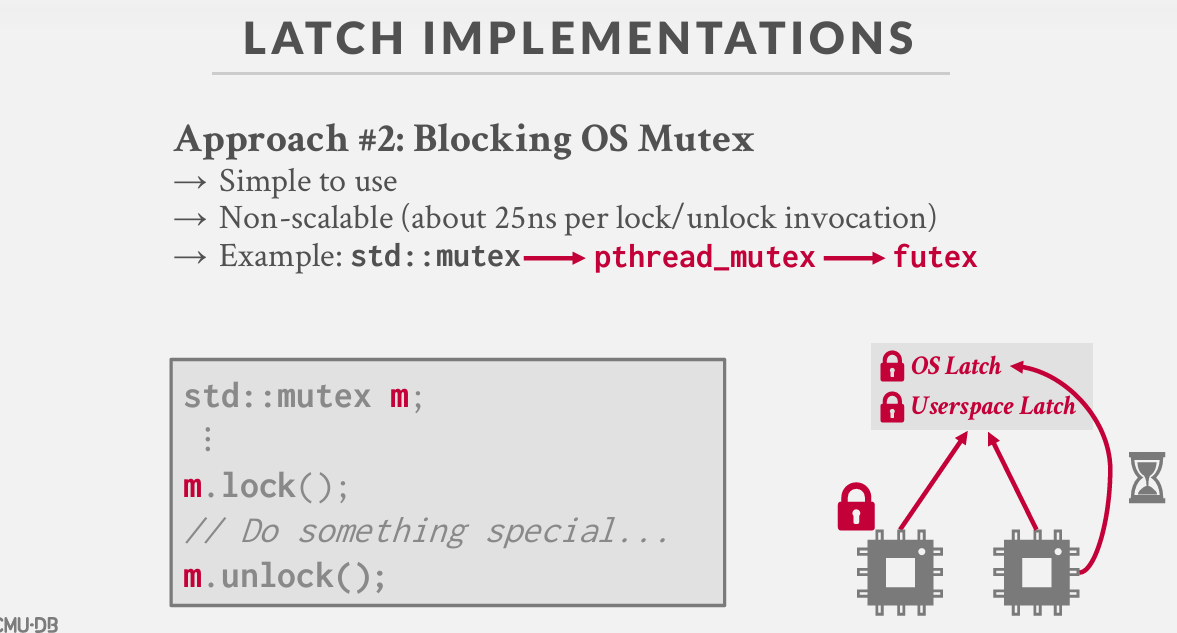 LATCH IMPLEMENTATIONS
Approach #2: Blocking OS Mutex
→ Simple to use
→ Non-scalable (about 25ns per lock/unlock invocation)
→ Example: std::mutex → pthread_mutex → futex
std::mutex m;
⋮
m.lock();
// Do something special...
m.unlock();
OS Latch
Userspace Latch
CMU·DB